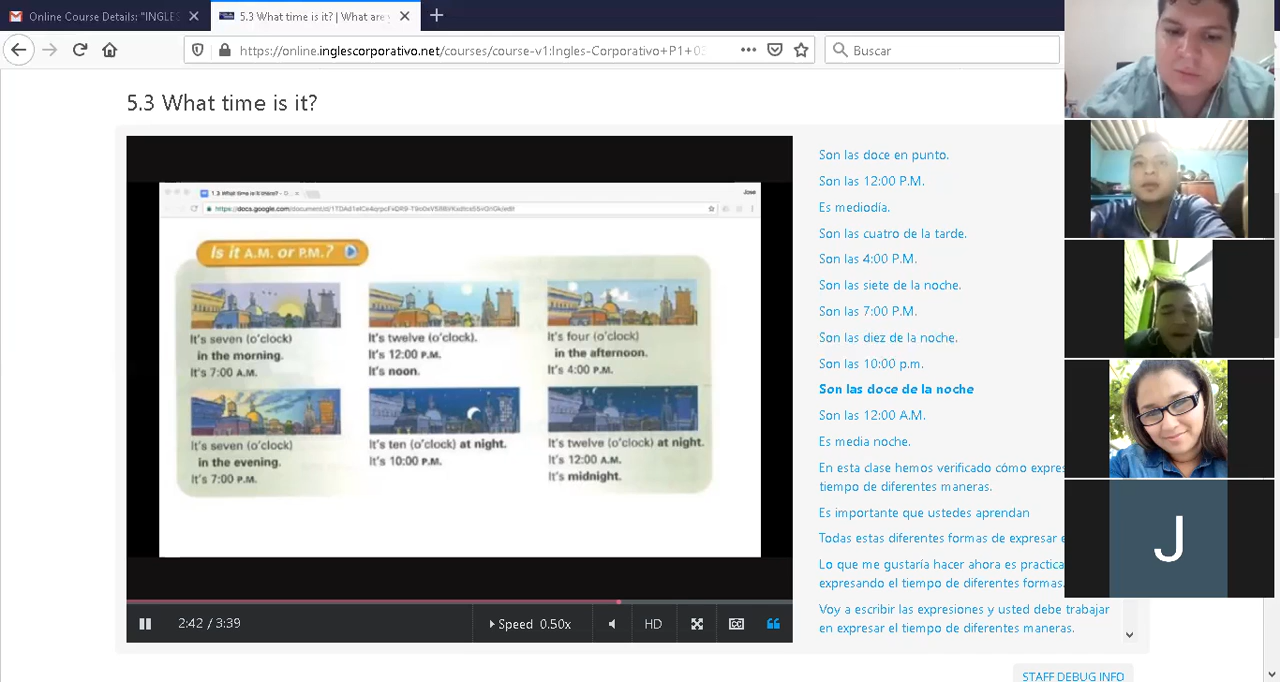 Online Course Details: "INGLES
5.3 What time is it? | What are
https://online.inglescorporativo.net/courses/course-v1:Ingles-Corporativo+P1+03
Buscar
5.3 What time is it?
Jose
Is it A.M. or P.M.?
It's seven (o'clock)
in the morning.
It's 7:00 A.M.
It's twelve (o'clock).
It's 12:00 P.M.
It's noon.
It's four (o'clock)
in the afternoon.
It's 4:00 P.M.
It's seven (o'clock)
in the evening.
It's 7:00 P.M.
It's ten (o'clock) at night.
It's 10:00 P.M.
It's twelve (o'clock) at night.
It's 12:00 A.M.
It's midnight.
2:42 / 3:39
Speed 0.50x
HD
Son las doce en punto.
Son las 12:00 P.M.
Es mediodía.
Son las cuatro de la tarde.
Son las 4:00 P.M.
Son las siete de la noche.
Son las 7:00 P.M.
Son las diez de la noche.
Son las 10:00 p.m.
Son las doce de la noche
Son las 12:00 A.M.
Es media noche.
En esta clase hemos verificado cómo expres
tiempo de diferentes maneras.
Es importante que ustedes aprendan
Todas estas diferentes formas de expresar e
Lo que me gustaría hacer ahora es practica
expresando el tiempo de diferentes formas.
Voy a escribir las expresiones y usted debe trabajar
en expresar el tiempo de diferentes maneras.
J
STAFF DEBUG INFO